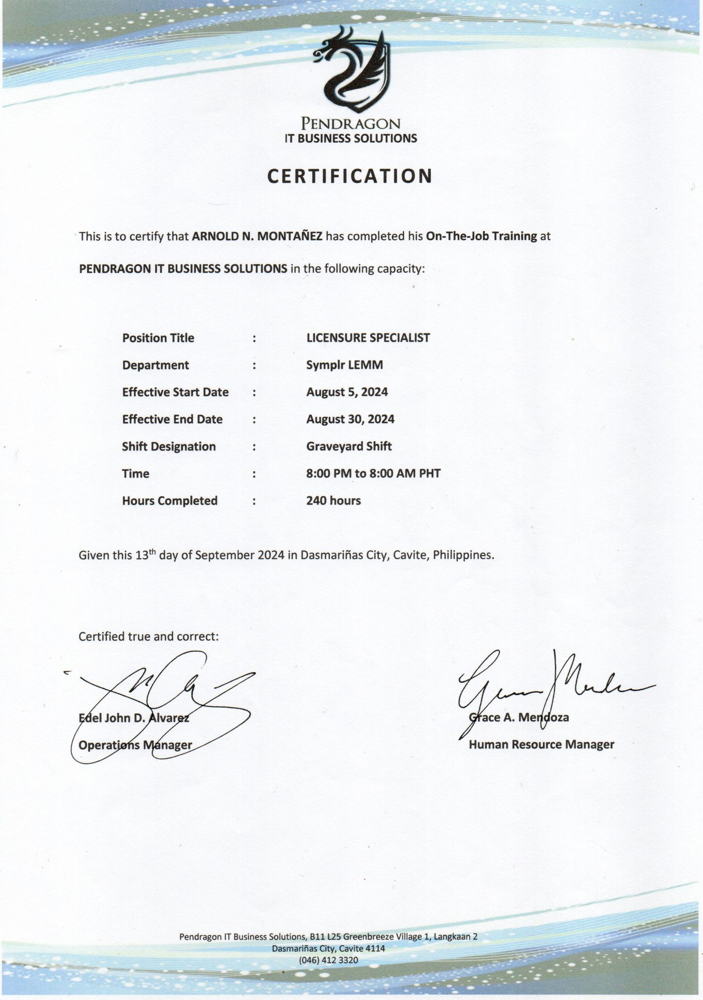 PENDRAGON
IT BUSINESS SOLUTIONS
CERTIFICATION
This is to certify that ARNOLD N. MONTAÑEZ has completed his On-The-Job Training at
PENDRAGON IT BUSINESS SOLUTIONS in the following capacity:
Position Title : LICENSURE SPECIALIST
Department : Symplr LEMM
Effective Start Date : August 5, 2024
Effective End Date : August 30, 2024
Shift Designation : Graveyard Shift
Time : 8:00 PM to 8:00 AM PHT
Hours Completed : 240 hours
Given this 13th day of September 2024 in Dasmariñas City, Cavite, Philippines.
Certified true and correct:
Edel John D. Alvarez Grace A. Mendoza
Operations Manager Human Resource Manager
Pendragon IT Business Solutions, B11 L25 Greenbreeze Village 1, Langkaan 2
Dasmariñas City, Cavite 4114
(046) 412 3320